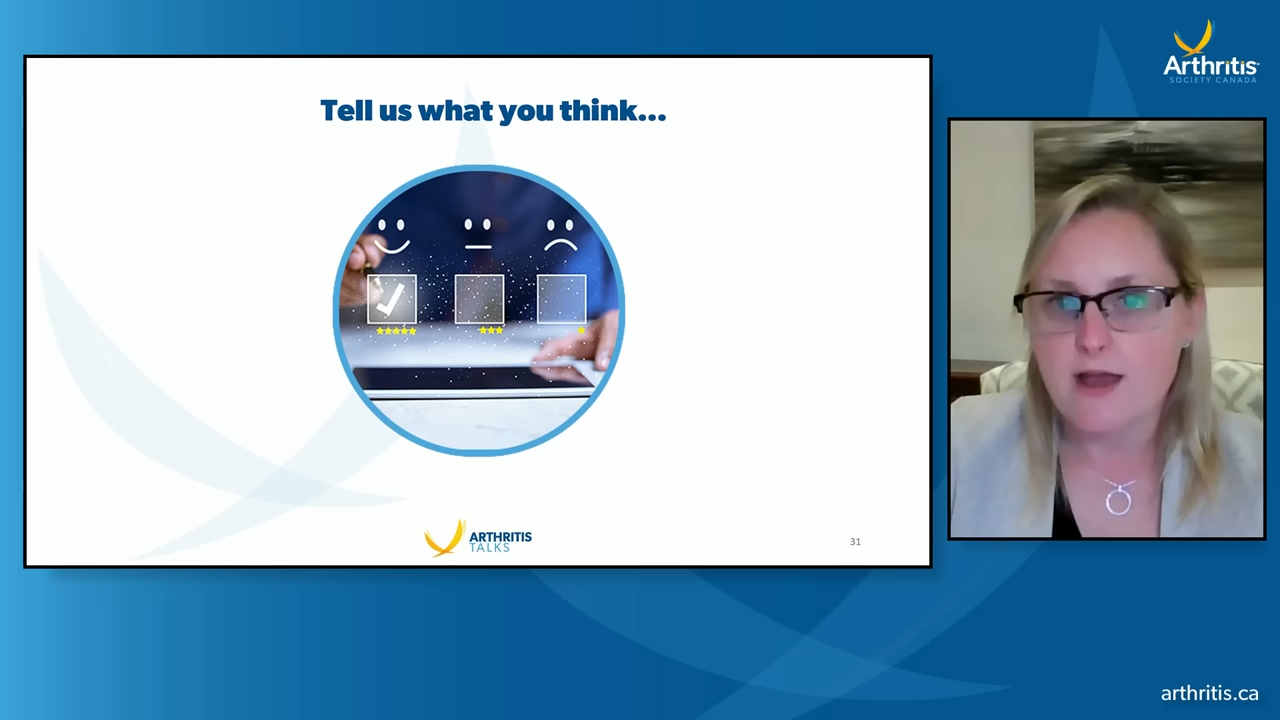 Arthritis
SOCIETY CANADA
Tell us what you think...
ARTHRITIS
TALKS
31
arthritis.ca